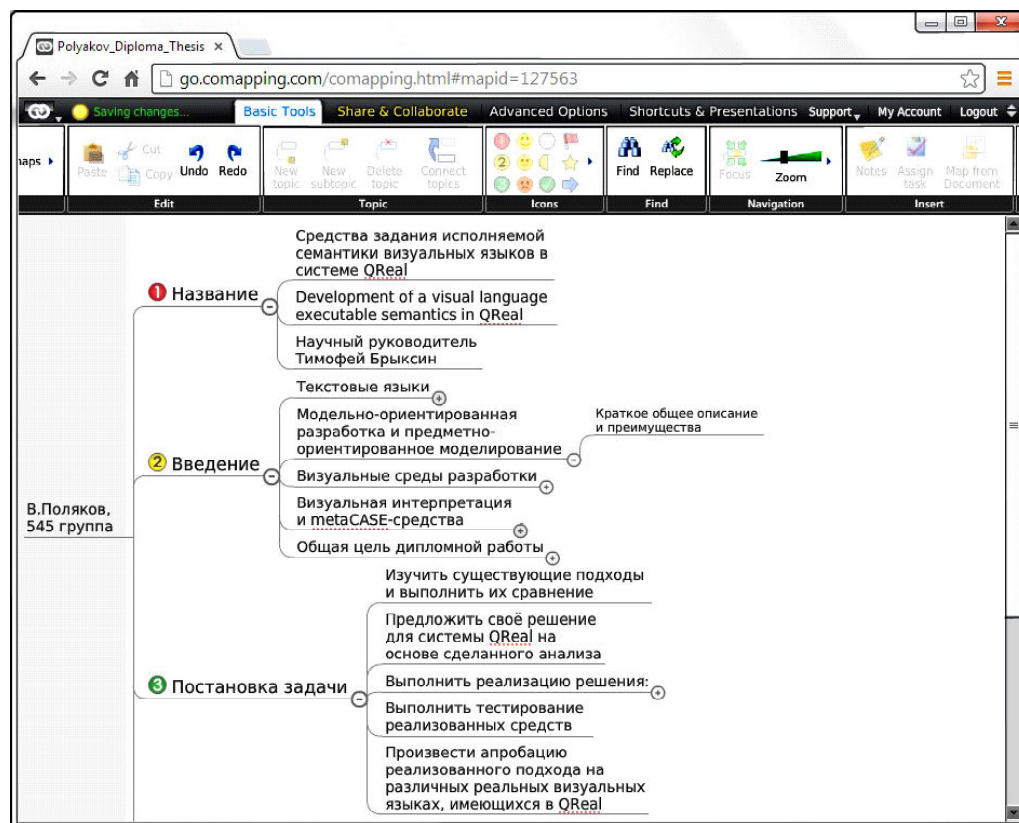 Polyakov_Diploma_Thesis
go.comapping.com/comapping.html#mapid=127563
Saving changes... Basic Tools Share & Collaborate Advanced Options Shortcuts & Presentations Support My Account Logout
Paste Cut Copy Undo Redo
New topic New subtopic Delete topic Connect topics
Find Replace
Focus Zoom
Notes Assign task Map from Document
Edit Topic Icons Find Navigation Insert
В.Поляков,
545 группа
1 Название
Средства задания исполняемой
семантики визуальных языков в
системе QReal
Development of a visual language
executable semantics in QReal
Научный руководитель
Тимофей Брыксин
2 Введение
Текстовые языки
Модельно-ориентированная
разработка и предметно-
ориентированное моделирование
Краткое общее описание
и преимущества
Визуальные среды разработки
Визуальная интерпретация
и metaCASE-средства
Общая цель дипломной работы
3 Постановка задачи
Изучить существующие подходы
и выполнить их сравнение
Предложить своё решение
для системы QReal на
основе сделанного анализа
Выполнить реализацию решения:
Выполнить тестирование
реализованных средств
Произвести апробацию
реализованного подхода на
различных реальных визуальных
языках, имеющихся в QReal